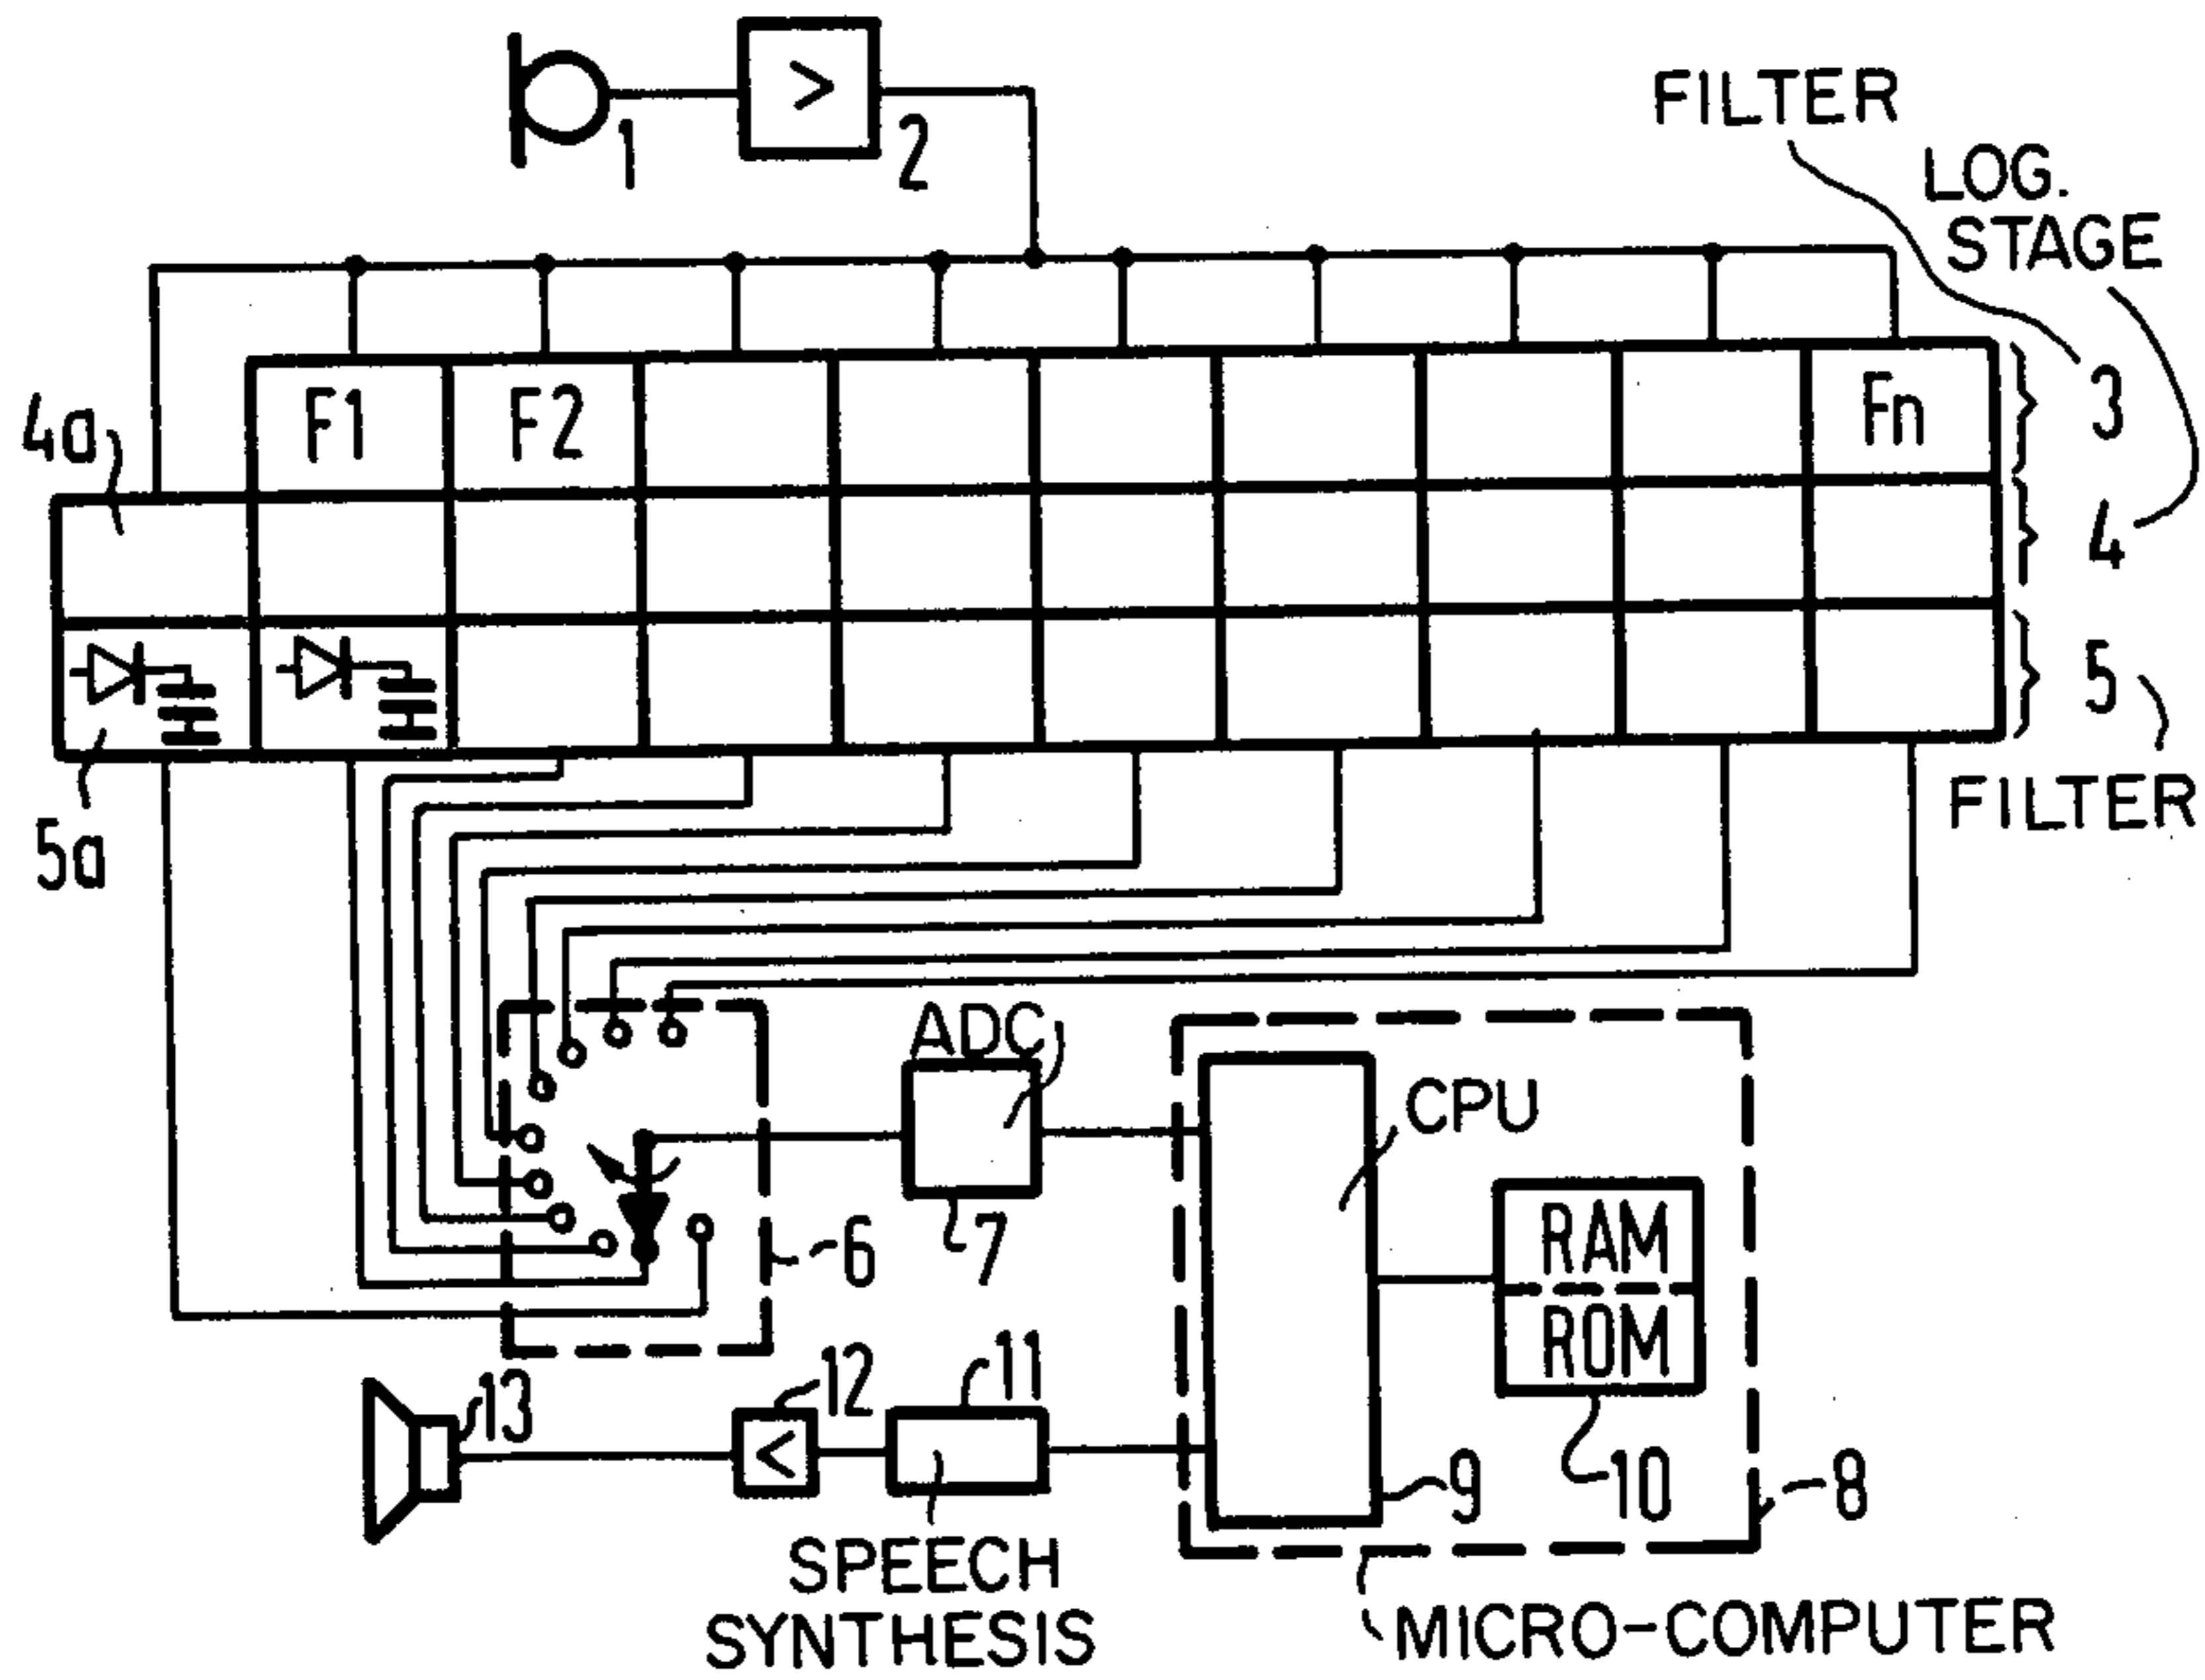 1
>
2
FILTER
LOG.
STAGE
4a
F1
F2
Fn
3
4
5
5a
FILTER
ADC
CPU
6
7
RAM
ROM
13
12
11
<
9
10
8
SPEECH
SYNTHESIS
MICRO-COMPUTER